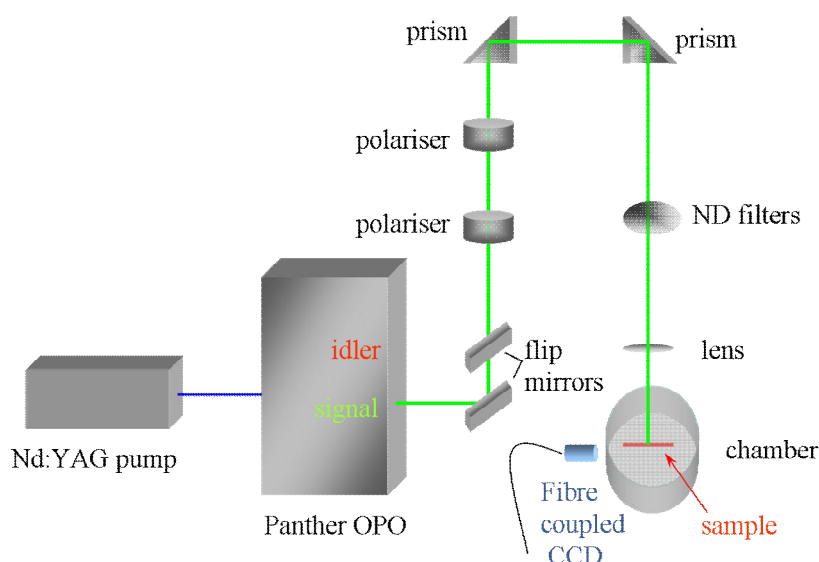 prism
prism
polariser
polariser
ND filters
idler
signal
flip
mirrors
lens
Nd:YAG pump
Panther OPO
chamber
Fibre
coupled
CCD
sample